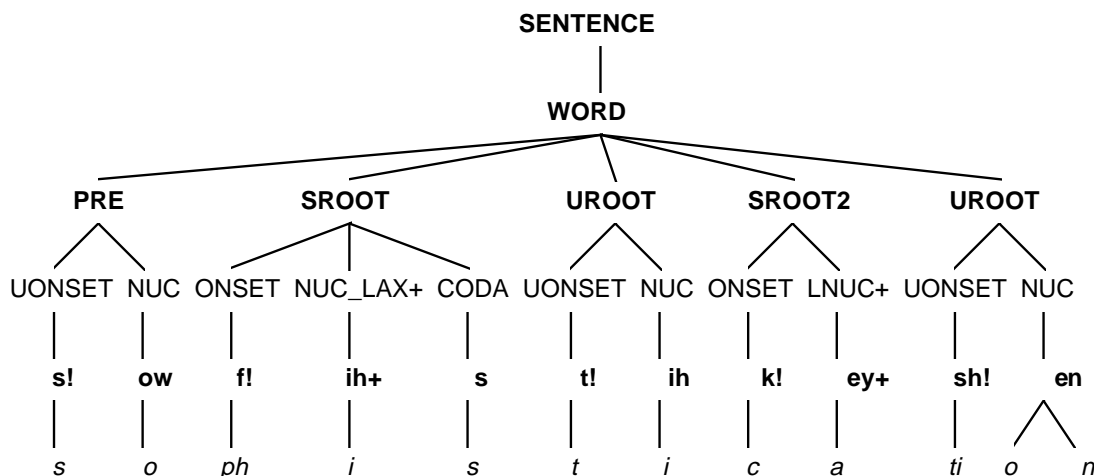 SENTENCE
WORD
PRE SROOT UROOT SROOT2 UROOT
UONSET NUC ONSET NUC_LAX+ CODA UONSET NUC ONSET LNUC+ UONSET NUC
s! ow f! ih+ s t! ih k! ey+ sh! en
s o ph i s t i c a ti o n